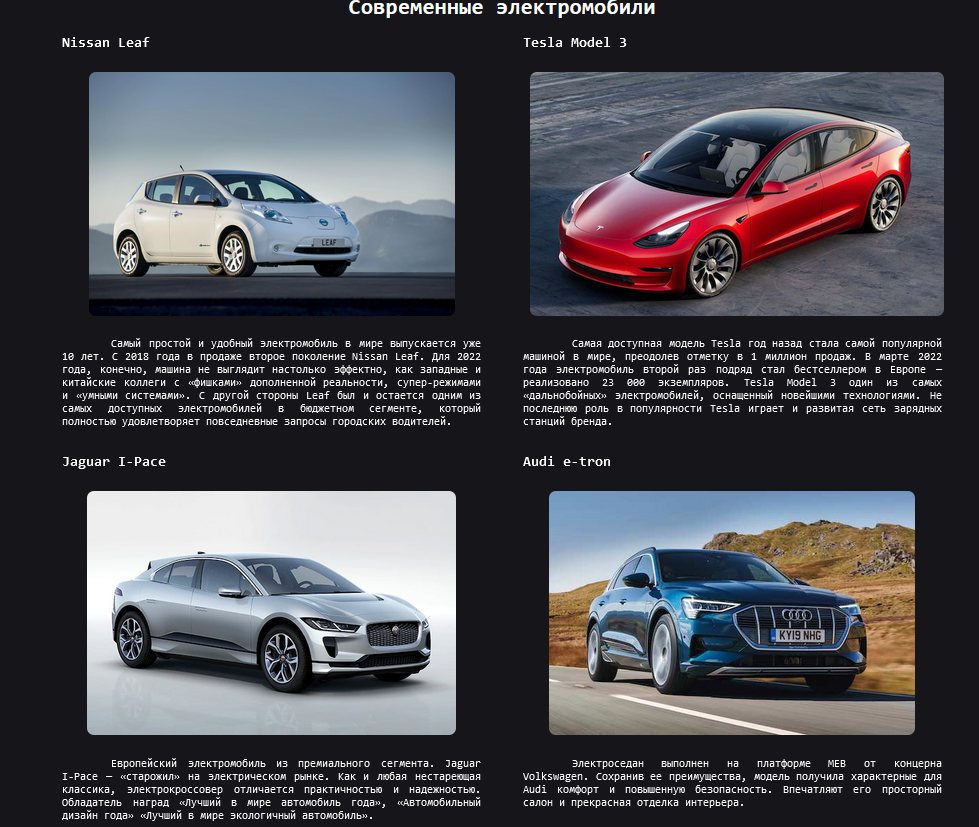 Современные электромобили
Nissan Leaf
LEAF
Самый простой и удобный электромобиль в мире выпускается уже
10 лет. С 2018 года в продаже второе поколение Nissan Leaf. Для 2022
года, конечно, машина не выглядит настолько эффектно, как западные и
китайские коллеги с «фишками» дополненной реальности, супер-режимами
и «умными системами». С другой стороны Leaf был и остается одним из
самых доступных электромобилей в бюджетном сегменте, который
полностью удовлетворяет повседневные запросы городских водителей.
Tesla Model 3
Самая доступная модель Tesla год назад стала самой популярной
машиной в мире, преодолев отметку в 1 миллион продаж. В марте 2022
года электромобиль второй раз подряд стал бестселлером в Европе —
реализовано 23 000 экземпляров. Tesla Model 3 один из самых
«дальнобойных» электромобилей, оснащенный новейшими технологиями. Не
последнюю роль в популярности Tesla играет и развитая сеть зарядных
станций бренда.
Jaguar I-Pace
Европейский электромобиль из премиального сегмента. Jaguar
I-Pace — «старожил» на электрическом рынке. Как и любая нестареющая
классика, электрокроссовер отличается практичностью и надежностью.
Обладатель наград «Лучший в мире автомобиль года», «Автомобильный
дизайн года» «Лучший в мире экологичный автомобиль».
Audi e-tron
KY19 NHG
Электроседан выполнен на платформе MEB от концерна
Volkswagen. Сохранив ее преимущества, модель получила характерные для
Audi комфорт и повышенную безопасность. Впечатляют его просторный
салон и прекрасная отделка интерьера.